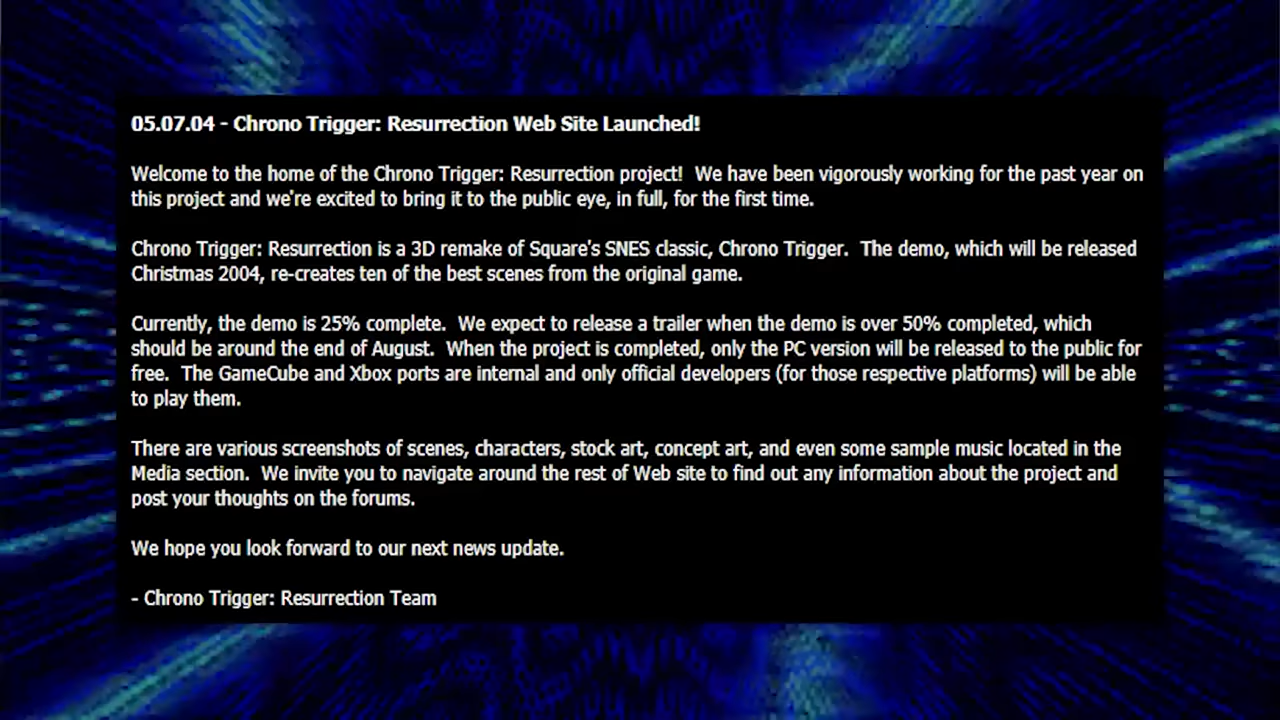 05.07.04 - Chrono Trigger: Resurrection Web Site Launched!
Welcome to the home of the Chrono Trigger: Resurrection project!  We have been vigorously working for the past year on
this project and we're excited to bring it to the public eye, in full, for the first time.
Chrono Trigger: Resurrection is a 3D remake of Square's SNES classic, Chrono Trigger.  The demo, which will be released
Christmas 2004, re-creates ten of the best scenes from the original game.
Currently, the demo is 25% complete.  We expect to release a trailer when the demo is over 50% completed, which
should be around the end of August.  When the project is completed, only the PC version will be released to the public for
free.  The GameCube and Xbox ports are internal and only official developers (for those respective platforms) will be able
to play them.
There are various screenshots of scenes, characters, stock art, concept art, and even some sample music located in the
Media section.  We invite you to navigate around the rest of Web site to find out any information about the project and
post your thoughts on the forums.
We hope you look forward to our next news update.
- Chrono Trigger: Resurrection Team